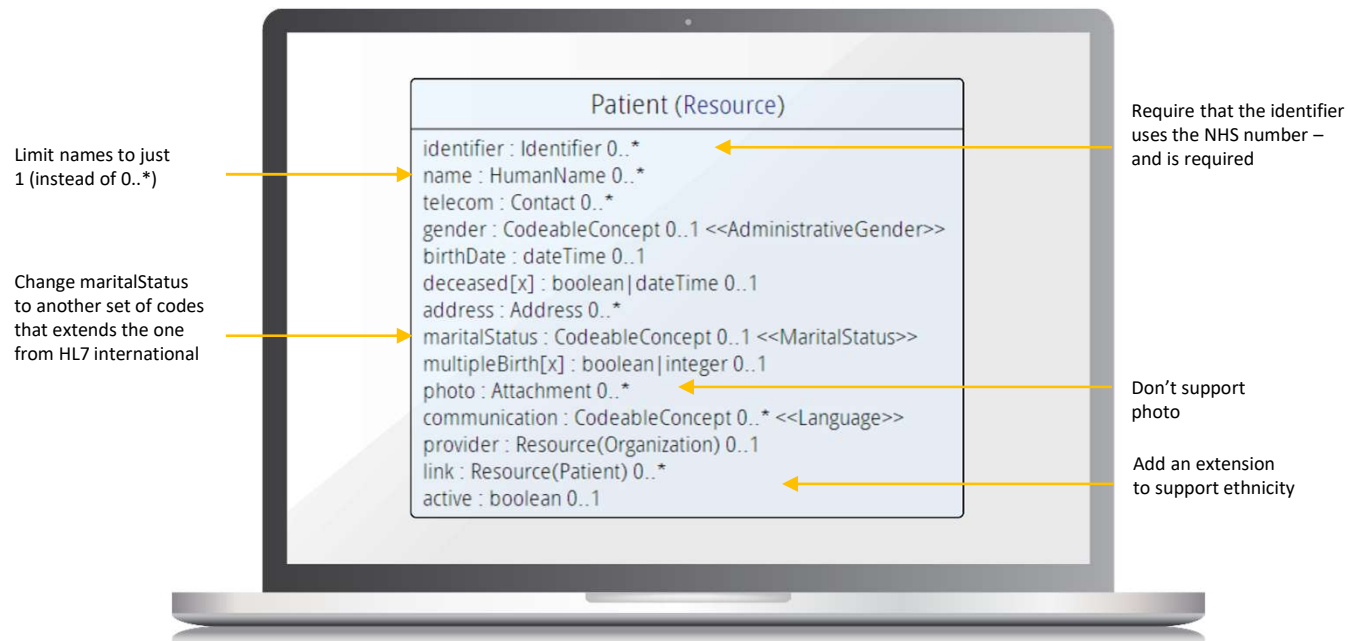 Patient (Resource)
identifier : Identifier 0..*
name : HumanName 0..*
telecom : Contact 0..*
gender : CodeableConcept 0..1 <<AdministrativeGender>>
birthDate : dateTime 0..1
deceased[x] : boolean|dateTime 0..1
address : Address 0..*
maritalStatus : CodeableConcept 0..1 <<MaritalStatus>>
multipleBirth[x] : boolean|integer 0..1
photo : Attachment 0..*
communication : CodeableConcept 0..* <<Language>>
provider : Resource(Organization) 0..1
link : Resource(Patient) 0..*
active : boolean 0..1
Limit names to just
1 (instead of 0..*)
Change maritalStatus
to another set of codes
that extends the one
from HL7 international
Require that the identifier
uses the NHS number –
and is required
Don’t support
photo
Add an extension
to support ethnicity